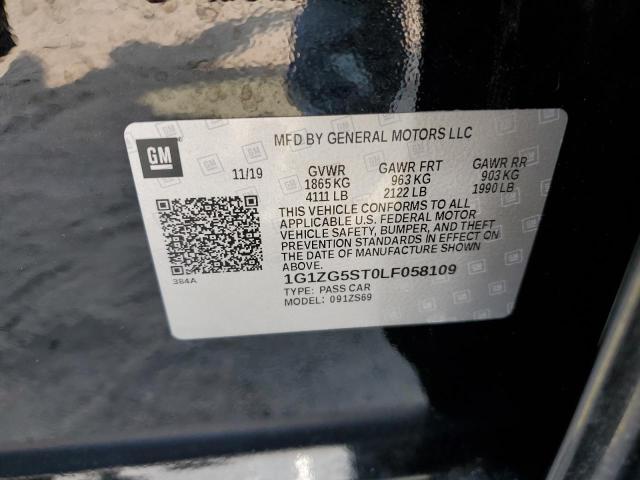 MFD BY GENERAL MOTORS LLC
GM
11/19 GVWR GAWR FRT GAWR RR
1865 KG 963 KG 903 KG
4111 LB 2122 LB 1990 LB
THIS VEHICLE CONFORMS TO ALL
APPLICABLE U.S. FEDERAL MOTOR
VEHICLE SAFETY, BUMPER, AND THEFT
PREVENTION STANDARDS IN EFFECT ON
THE DATE OF MANUFACTURE SHOWN
ABOVE.
384A
1G1ZG5ST0LF058109
TYPE: PASS CAR
MODEL: 091ZS69